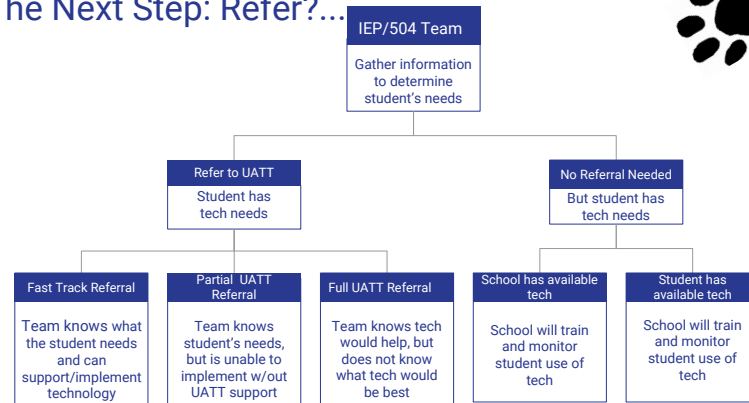 he Next Step: Refer?...
IEP/504 Team
Gather information
to determine
student's needs
Refer to UATT
Student has
tech needs
No Referral Needed
But student has
tech needs
Fast Track Referral
Team knows what
the student needs
and can
support/implement
technology
Partial UATT
Referral
Team knows
student's needs,
but is unable to
implement w/out
UATT support
Full UATT Referral
Team knows tech
would help, but
does not know
what tech would
be best
School has available
tech
School will train
and monitor
student use of
tech
Student has
available tech
School will train
and monitor
student use of
tech